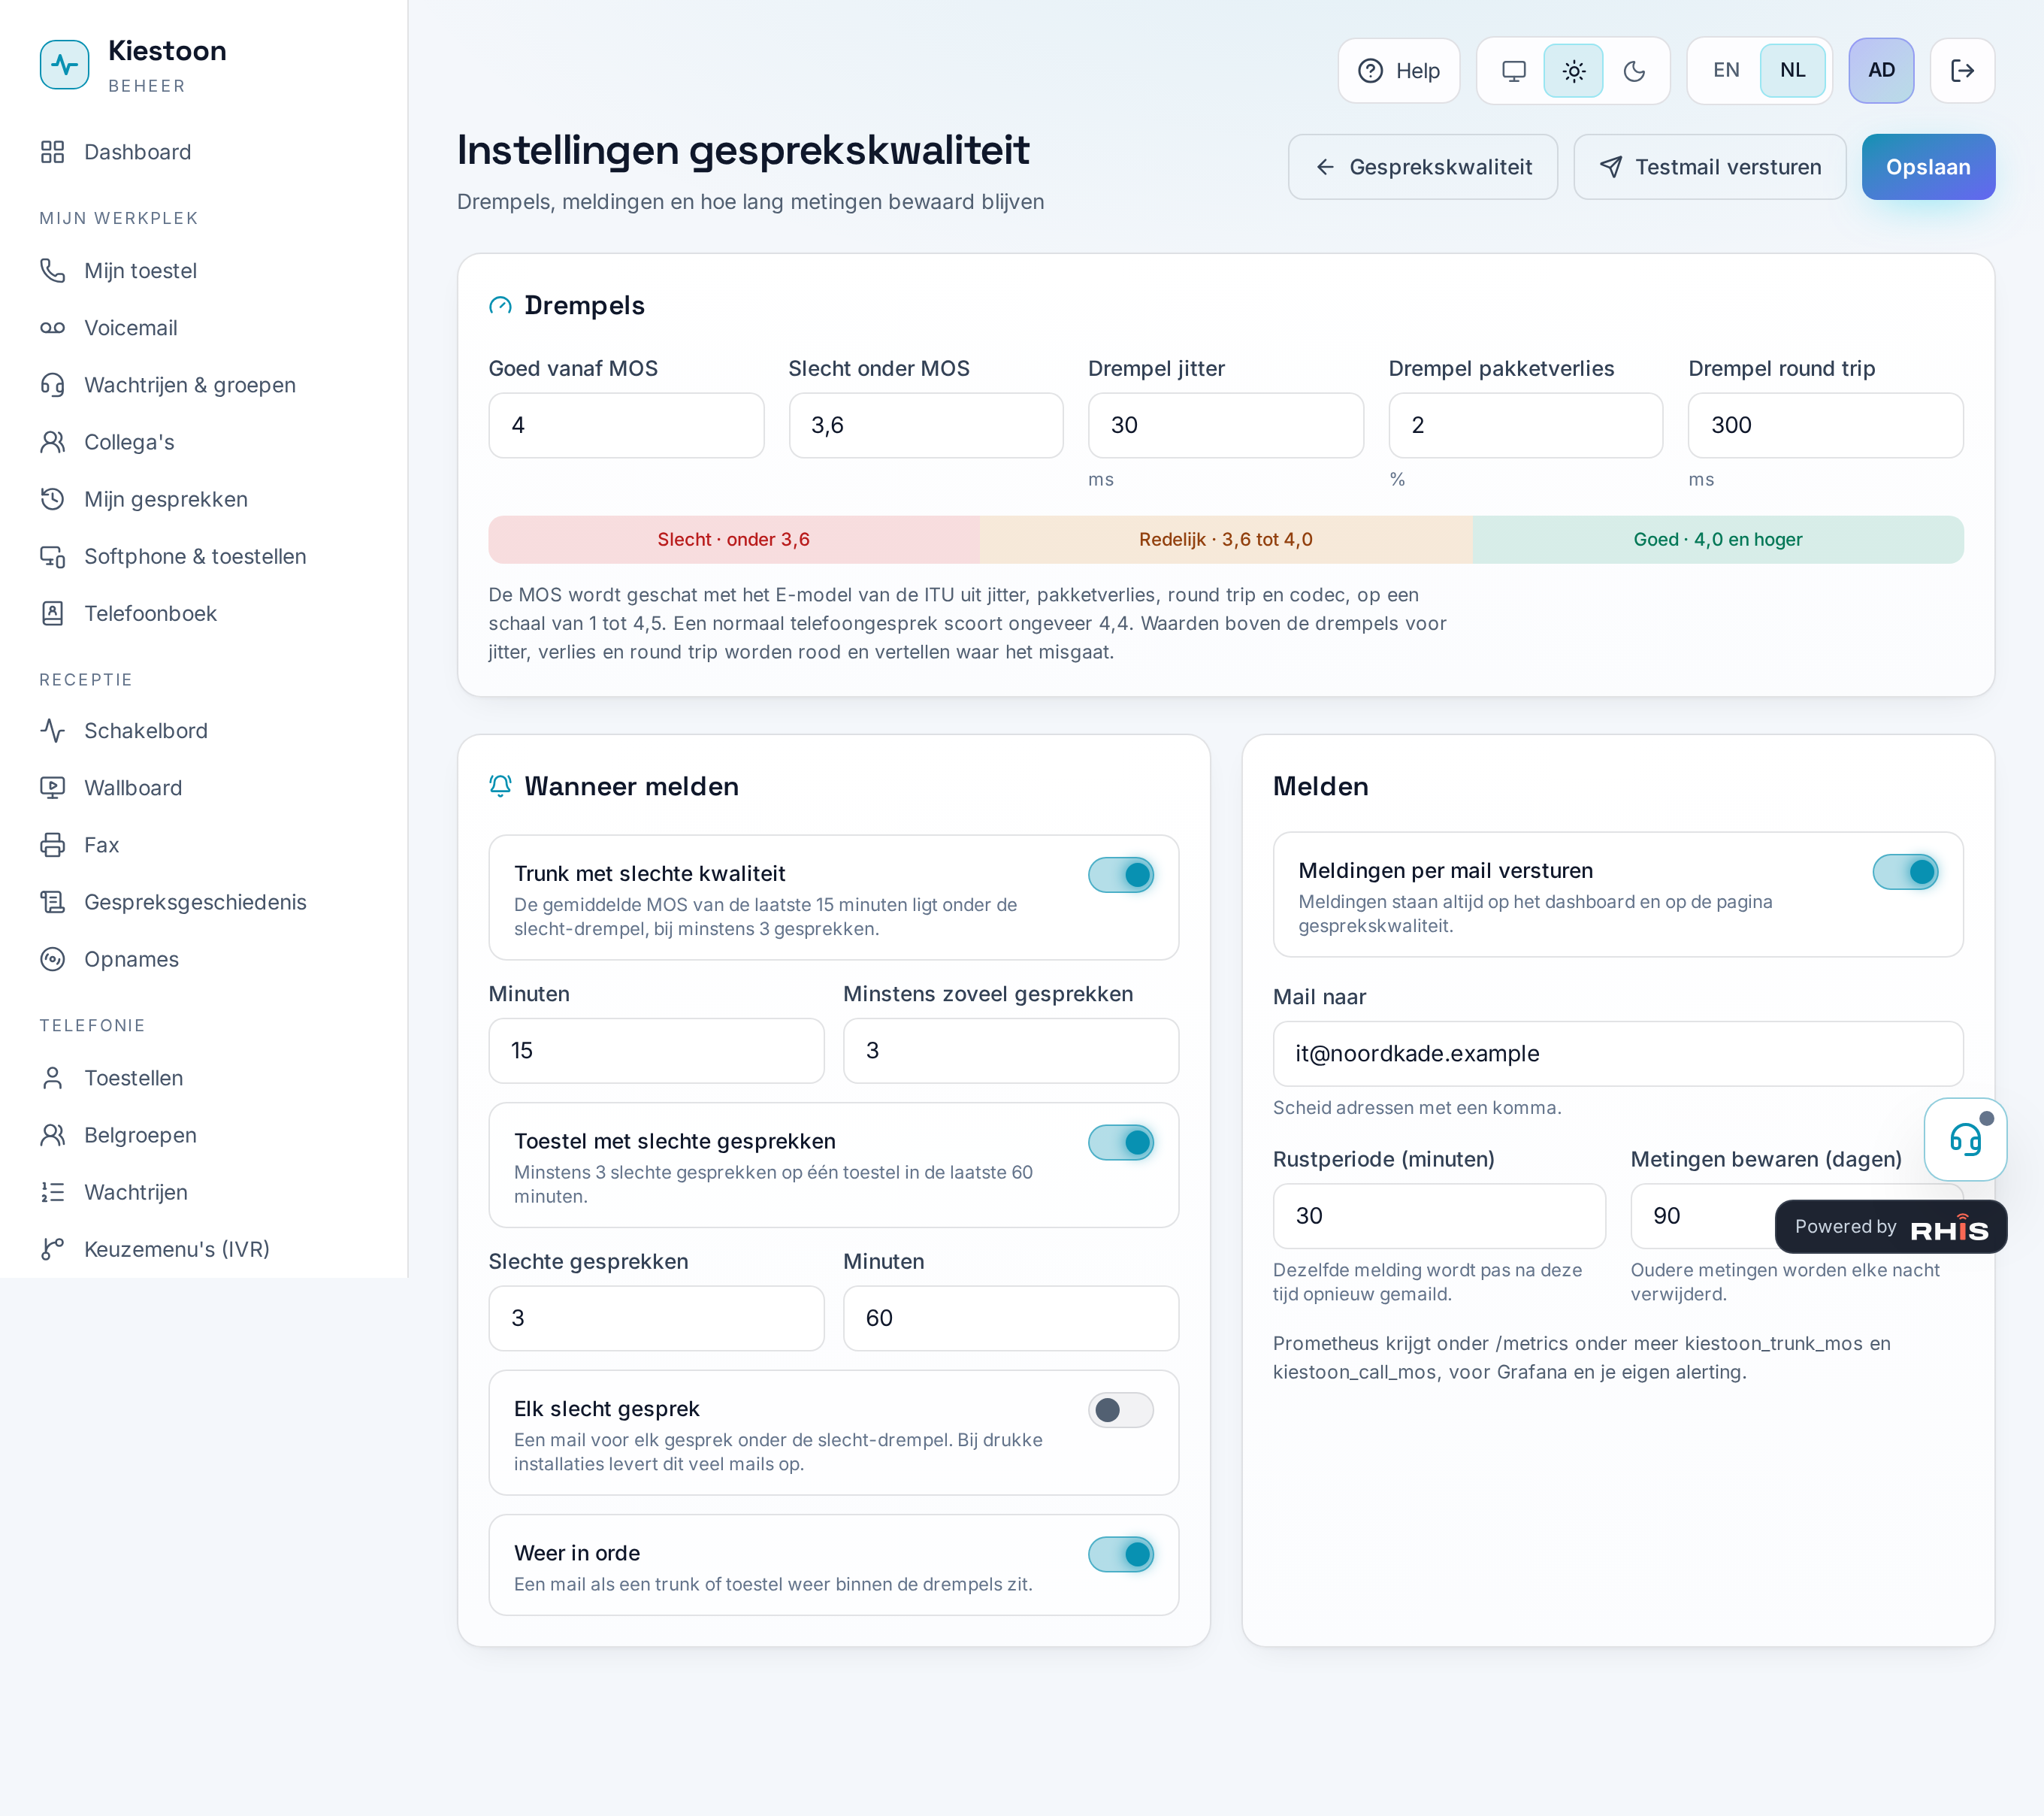 Kiestoon
BEHEER
Dashboard
MIJN WERKPLEK
Mijn toestel
Voicemail
Wachtrijen & groepen
Collega's
Mijn gesprekken
Softphone & toestellen
Telefoonboek
RECEPTIE
Schakelbord
Wallboard
Fax
Gespreksgeschiedenis
Opnames
TELEFONIE
Toestellen
Belgroepen
Wachtrijen
Keuzemenu's (IVR)
Help
EN NL
AD
Instellingen gesprekskwaliteit
Drempels, meldingen en hoe lang metingen bewaard blijven
Gesprekskwaliteit
Testmail versturen
Opslaan
Drempels
Goed vanaf MOS
4
Slecht onder MOS
3,6
Drempel jitter
30
ms
Drempel pakketverlies
2
%
Drempel round trip
300
ms
Slecht · onder 3,6
Redelijk · 3,6 tot 4,0
Goed · 4,0 en hoger
De MOS wordt geschat met het E-model van de ITU uit jitter, pakketverlies, round trip en codec, op een
schaal van 1 tot 4,5. Een normaal telefoongesprek scoort ongeveer 4,4. Waarden boven de drempels voor
jitter, verlies en round trip worden rood en vertellen waar het misgaat.
Wanneer melden
Trunk met slechte kwaliteit
De gemiddelde MOS van de laatste 15 minuten ligt onder de
slecht-drempel, bij minstens 3 gesprekken.
Minuten
15
Minstens zoveel gesprekken
3
Toestel met slechte gesprekken
Minstens 3 slechte gesprekken op één toestel in de laatste 60
minuten.
Slechte gesprekken
3
Minuten
60
Elk slecht gesprek
Een mail voor elk gesprek onder de slecht-drempel. Bij drukke
installaties levert dit veel mails op.
Weer in orde
Een mail als een trunk of toestel weer binnen de drempels zit.
Melden
Meldingen per mail versturen
Meldingen staan altijd op het dashboard en op de pagina
gesprekskwaliteit.
Mail naar
it@noordkade.example
Scheid adressen met een komma.
Rustperiode (minuten)
30
Dezelfde melding wordt pas na deze
tijd opnieuw gemaild.
Metingen bewaren (dagen)
90
Oudere metingen worden elke nacht
verwijderd.
Powered by RHiS
Prometheus krijgt onder /metrics onder meer kiestoon_trunk_mos en
kiestoon_call_mos, voor Grafana en je eigen alerting.